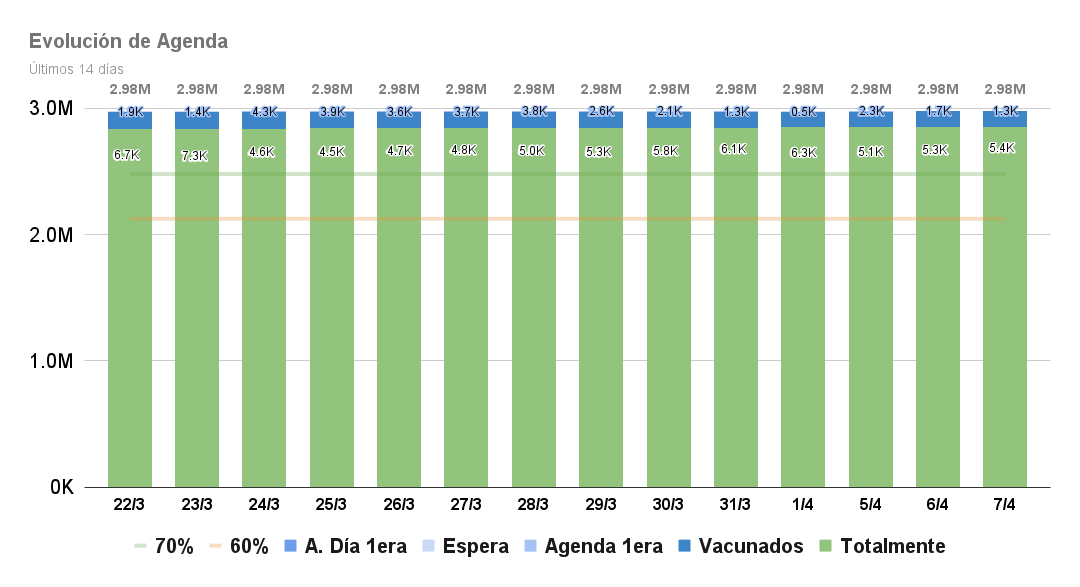 Evolución de Agenda
Últimos 14 días
2.98M 2.98M 2.98M 2.98M 2.98M 2.98M 2.98M 2.98M 2.98M 2.98M 2.98M 2.98M 2.98M 2.98M
3.0M
1.9K 1.4K 4.3K 3.9K 3.6K 3.7K 3.8K 2.6K 2.1K 1.3K 0.5K 2.3K 1.7K 1.3K
6.7K 7.3K 4.6K 4.5K 4.7K 4.8K 5.0K 5.3K 5.8K 6.1K 6.3K 5.1K 5.3K 5.4K
2.0M
1.0M
0K
22/3 23/3 24/3 25/3 26/3 27/3 28/3 29/3 30/3 31/3 1/4 5/4 6/4 7/4
70% 60% A. Día 1era Espera Agenda 1era Vacunados Totalmente